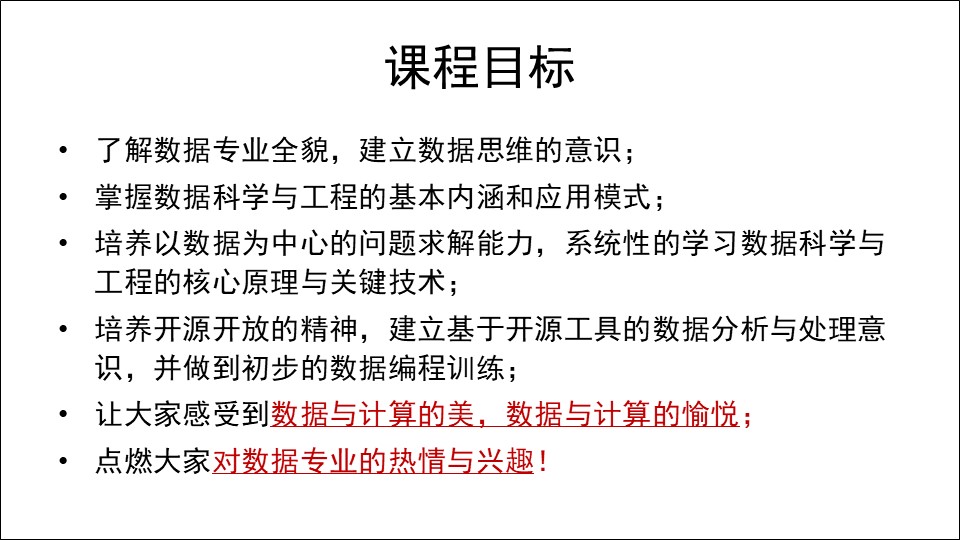 课程目标
• 了解数据专业全貌，建立数据思维的意识；
• 掌握数据科学与工程的基本内涵和应用模式；
• 培养以数据为中心的问题求解能力，系统性的学习数据科学与
工程的核心原理与关键技术；
• 培养开源开放的精神，建立基于开源工具的数据分析与处理意
识，并做到初步的数据编程训练；
• 让大家感受到数据与计算的美，数据与计算的愉悦；
• 点燃大家对数据专业的热情与兴趣！